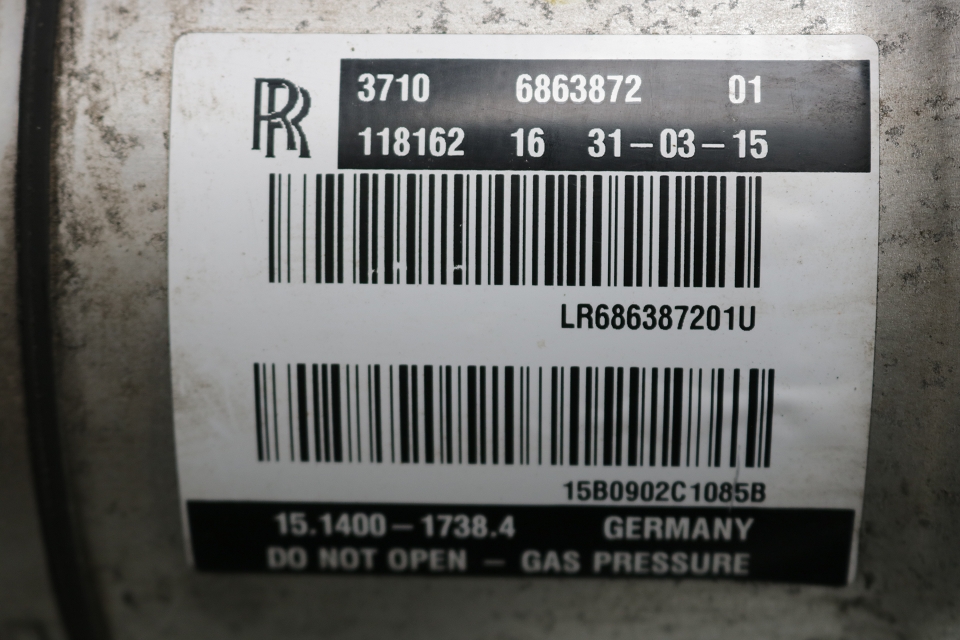 RR
3710 6863872 01
118162 16 31-03-15
LR686387201U
15B0902C1085B
15.1400-1738.4 GERMANY
DO NOT OPEN - GAS PRESSURE